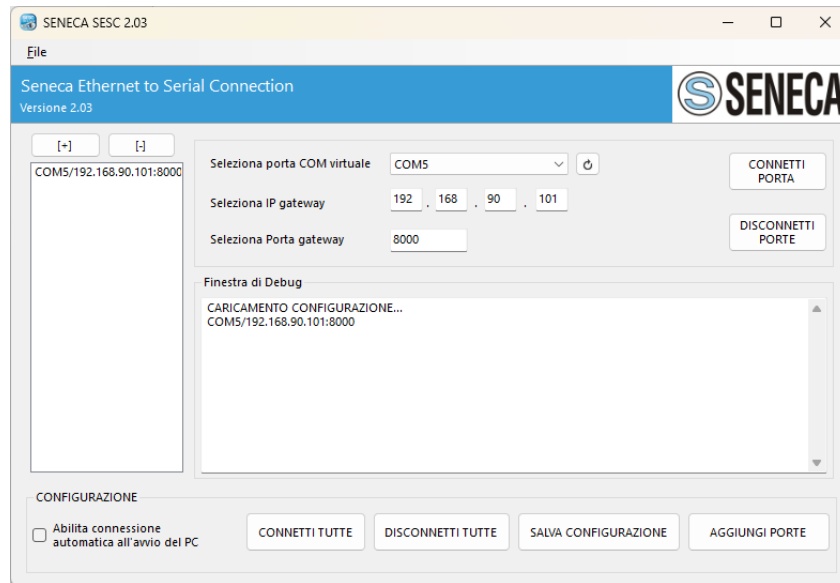 SENECA SESC 2.03
File
Seneca Ethernet to Serial Connection
Versione 2.03
S SENECA
[+] [-]
COM5/192.168.90.101:8000
Seleziona porta COM virtuale COM5
CONNETTI
PORTA
Seleziona IP gateway 192 . 168 . 90 . 101
Seleziona Porta gateway 8000
DISCONNETTI
PORTE
Finestra di Debug
CARICAMENTO CONFIGURAZIONE...
COM5/192.168.90.101:8000
CONFIGURAZIONE
Abilita connessione
automatica all'avvio del PC
CONNETTI TUTTE DISCONNETTI TUTTE SALVA CONFIGURAZIONE AGGIUNGI PORTE